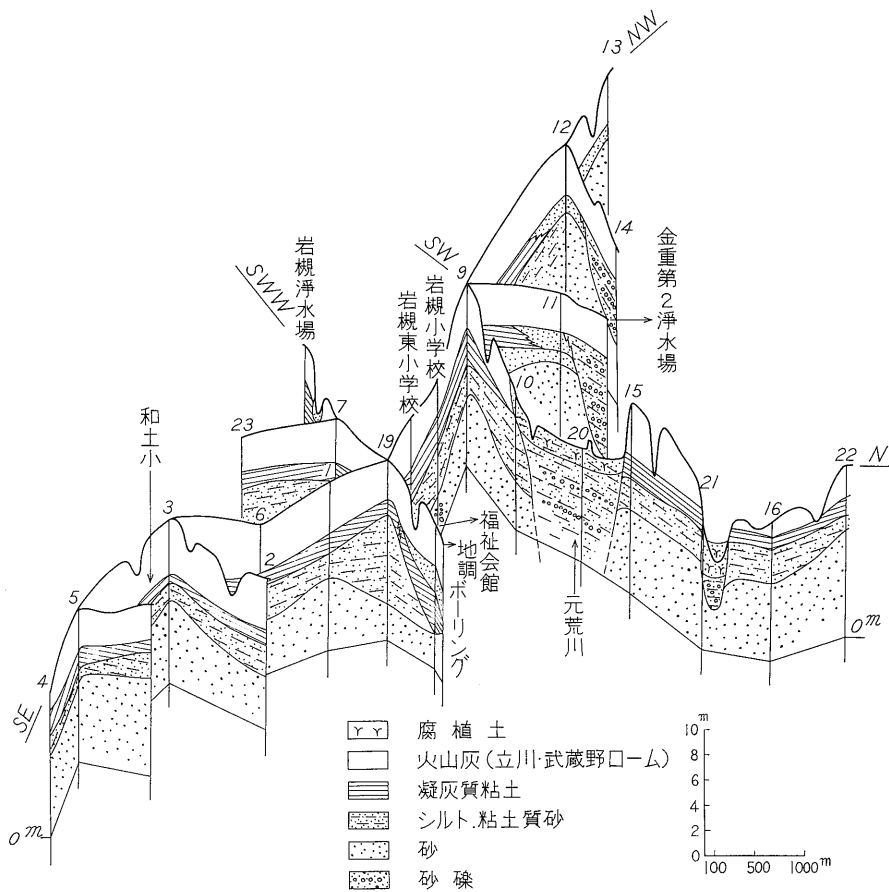 13
NW
12
14
金重第2浄水場
SW
9
岩槻小学校
岩槻東小学校
11
10
20
15
SWW
岩槻淨水場
7
23
和土小
3
6
1
19
2
5
4
SE
福祉会館
地調ボーリング
元荒川
21
16
22
N
0m
0m
腐植土
火山灰(立川・武蔵野ローム)
凝灰質粘土
シルト.粘土質砂
砂
砂礫
10m
8
6
4
2
0
100 500 1000m